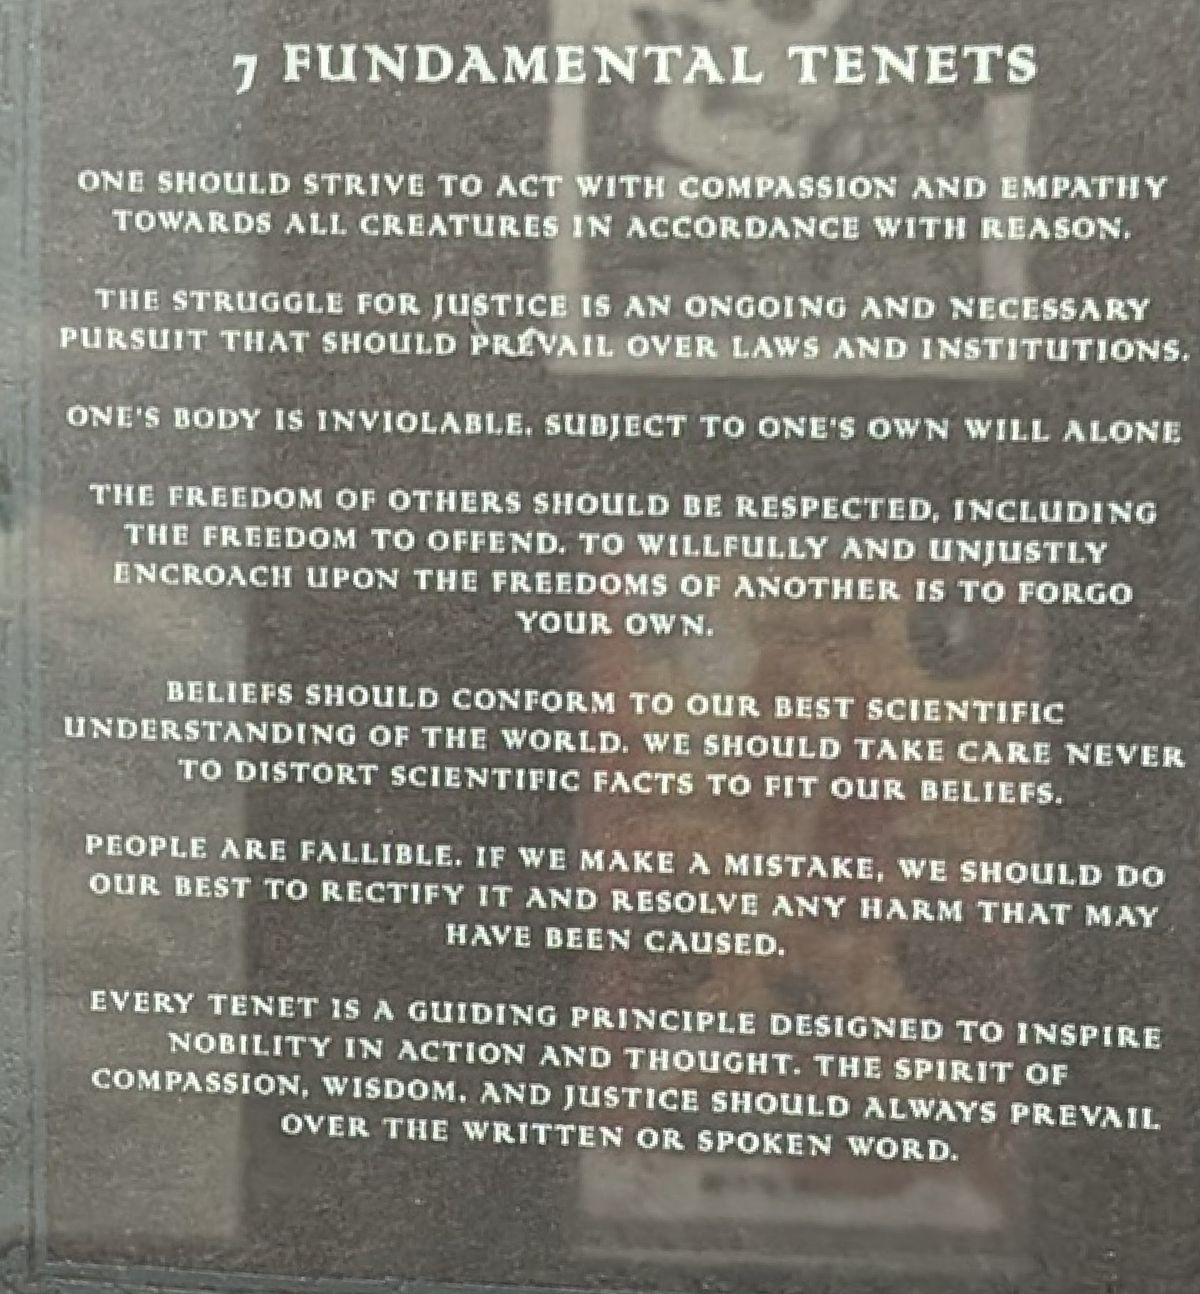 7 FUNDAMENTAL TENETS
ONE SHOULD STRIVE TO ACT WITH COMPASSION AND EMPATHY
TOWARDS ALL CREATURES IN ACCORDANCE WITH REASON.
THE STRUGGLE FOR JUSTICE IS AN ONGOING AND NECESSARY
PURSUIT THAT SHOULD PREVAIL OVER LAWS AND INSTITUTIONS.
ONE'S BODY IS INVIOLABLE, SUBJECT TO ONE'S OWN WILL ALONE
THE FREEDOM OF OTHERS SHOULD BE RESPECTED, INCLUDING
THE FREEDOM TO OFFEND. TO WILLFULLY AND UNJUSTLY
ENCROACH UPON THE FREEDOMS OF ANOTHER IS TO FORGO
YOUR OWN.
BELIEFS SHOULD CONFORM TO OUR BEST SCIENTIFIC
UNDERSTANDING OF THE WORLD. WE SHOULD TAKE CARE NEVER
TO DISTORT SCIENTIFIC FACTS TO FIT OUR BELIEFS.
PEOPLE ARE FALLIBLE. IF WE MAKE A MISTAKE, WE SHOULD DO
OUR BEST TO RECTIFY IT AND RESOLVE ANY HARM THAT MAY
HAVE BEEN CAUSED.
EVERY TENET IS A GUIDING PRINCIPLE DESIGNED TO INSPIRE
NOBILITY IN ACTION AND THOUGHT. THE SPIRIT OF
COMPASSION, WISDOM, AND JUSTICE SHOULD ALWAYS PREVAIL
OVER THE WRITTEN OR SPOKEN WORD.